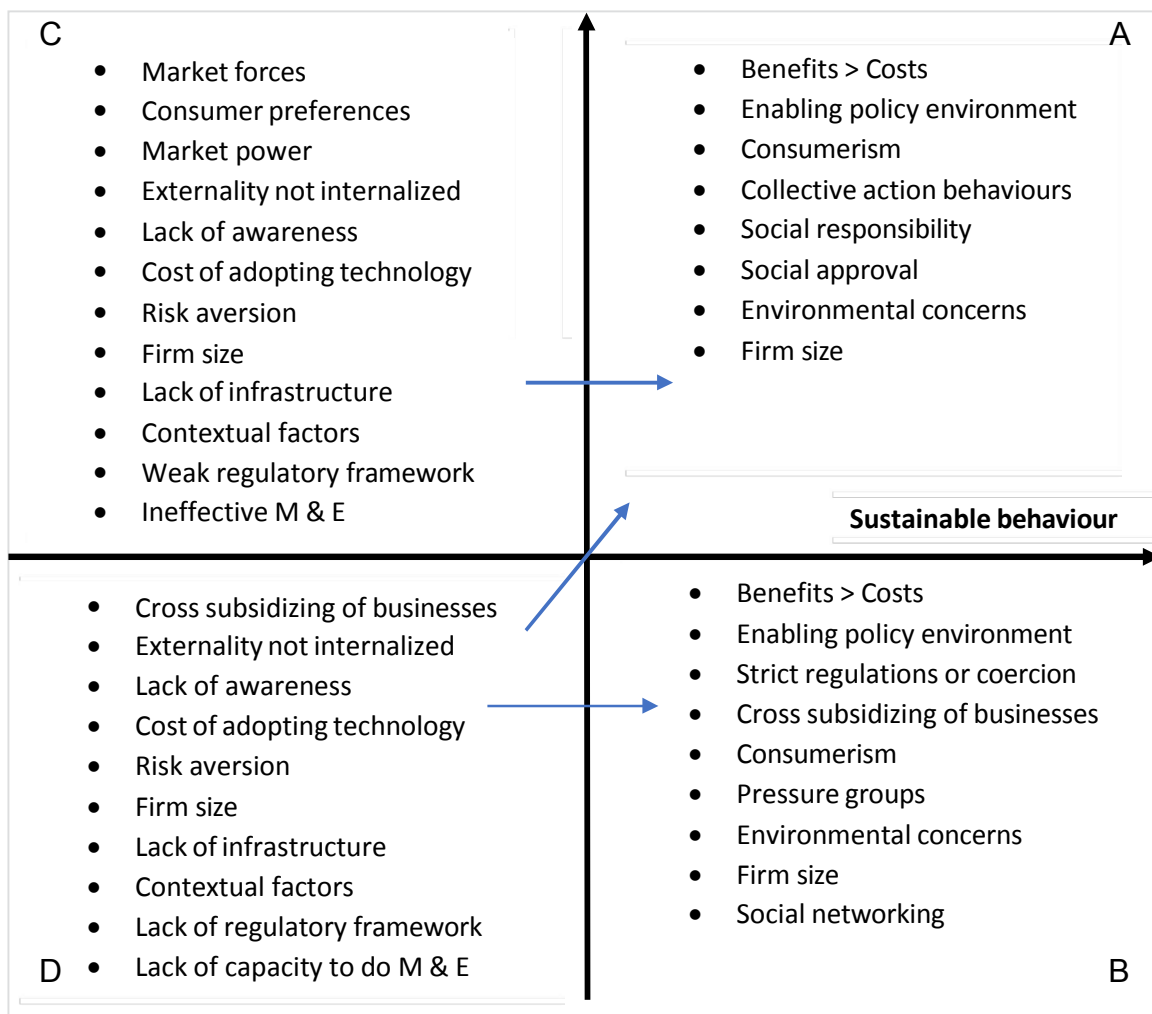 C
• Market forces
• Consumer preferences
• Market power
• Externality not internalized
• Lack of awareness
• Cost of adopting technology
• Risk aversion
• Firm size
• Lack of infrastructure
• Contextual factors
• Weak regulatory framework
• Ineffective M & E
A
• Benefits > Costs
• Enabling policy environment
• Consumerism
• Collective action behaviours
• Social responsibility
• Social approval
• Environmental concerns
• Firm size
Sustainable behaviour
• Cross subsidizing of businesses
• Externality not internalized
• Lack of awareness
• Cost of adopting technology
• Risk aversion
• Firm size
• Lack of infrastructure
• Contextual factors
• Lack of regulatory framework
• Lack of capacity to do M & E
D
• Benefits > Costs
• Enabling policy environment
• Strict regulations or coercion
• Cross subsidizing of businesses
• Consumerism
• Pressure groups
• Environmental concerns
• Firm size
• Social networking
B